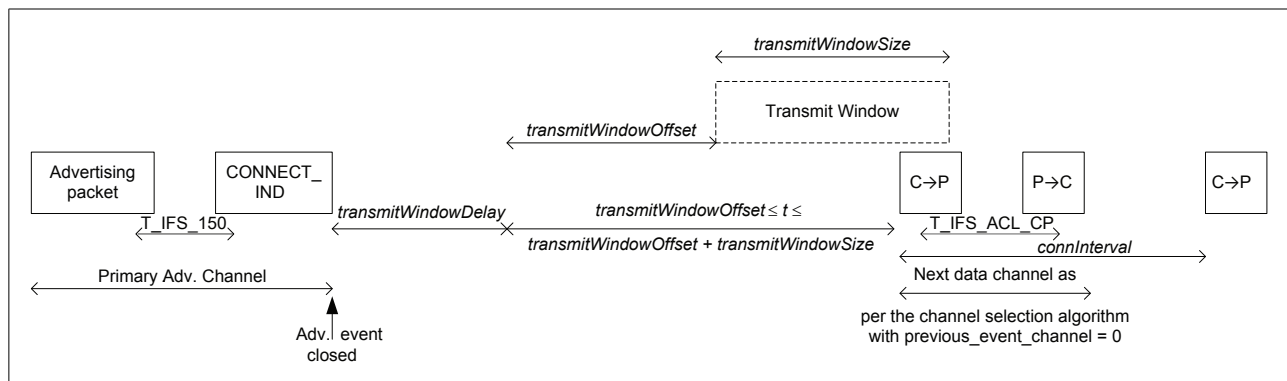 transmitWindowSize
Transmit Window
transmitWindowOffset
Advertising
packet
CONNECT_
IND
C→P
P→C
C→P
T_IFS_150
transmitWindowDelay
transmitWindowOffset ≤ t ≤
transmitWindowOffset + transmitWindowSize
T_IFS_ACL_CP
connInterval
Primary Adv. Channel
Next data channel as
per the channel selection algorithm
with previous_event_channel = 0
Adv. event
closed